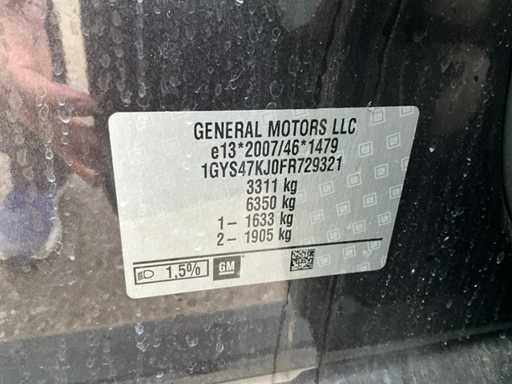 GENERAL MOTORS LLC
e13*2007/46*1479
1GYS47KJ0FR729321
3311 kg
6350 kg
1– 1633 kg
2– 1905 kg
1,5% GM